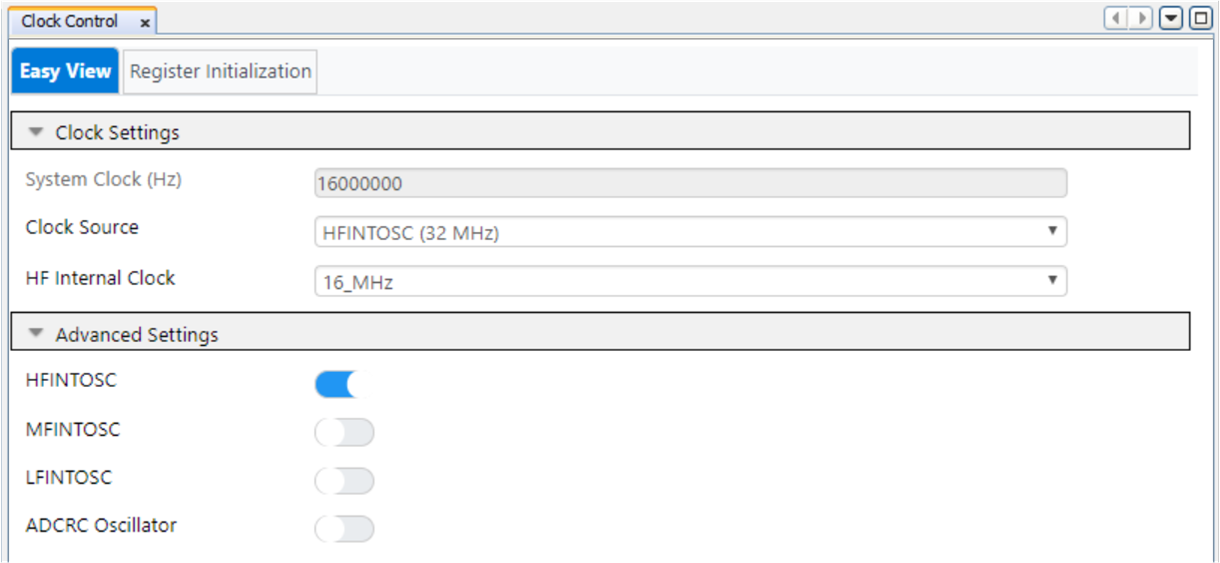 Clock Control x
Easy View Register Initialization
Clock Settings
System Clock (Hz) 16000000
Clock Source HFINTOSC (32 MHz)
HF Internal Clock 16_MHz
Advanced Settings
HFINTOSC
MFINTOSC
LFINTOSC
ADCRC Oscillator